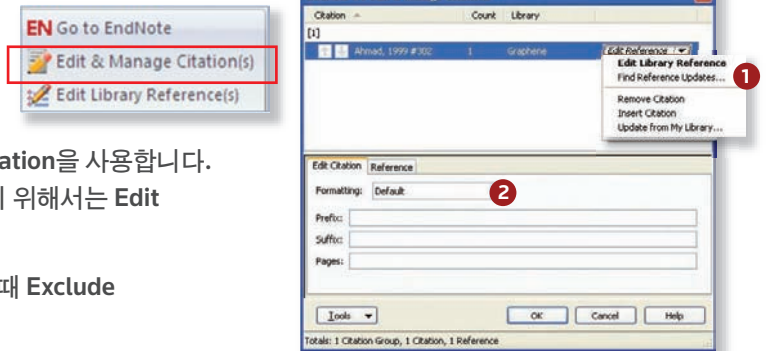 EN Go to EndNote
Edit & Manage Citation(s)
Edit Library Reference(s)
ation을 사용합니다.
위해서는 Edit
때 Exclude
Citation Count Library
[1]
Ahmad, 1999 #302 1 Graphene Edit Reference
Edit Library Reference
Find Reference Updates...
1
Remove Citation
Insert Citation
Update from My Library...
Edit Citation Reference
Formatting: Default
2
Prefix:
Suffix:
Pages:
Tools OK Cancel Help
Totals: 1 Citation Group, 1 Citation, 1 Reference